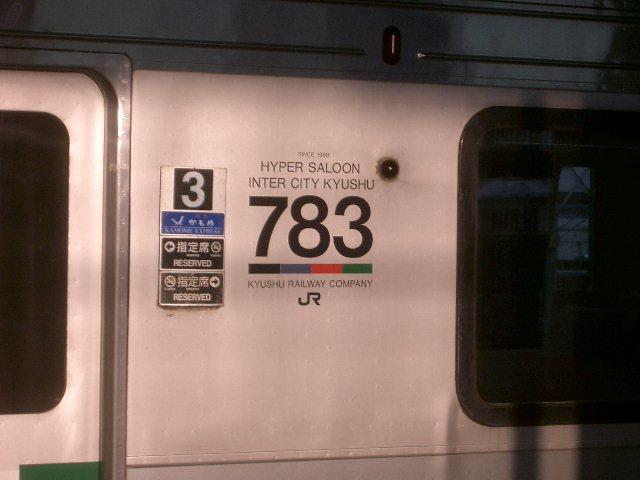 3
かもめ
KAMOME EXPRESS
指定席
RESERVED
指定席
RESERVED
SINCE 1988
HYPER SALOON
INTER CITY KYUSHU
783
KYUSHU RAILWAY COMPANY
JR